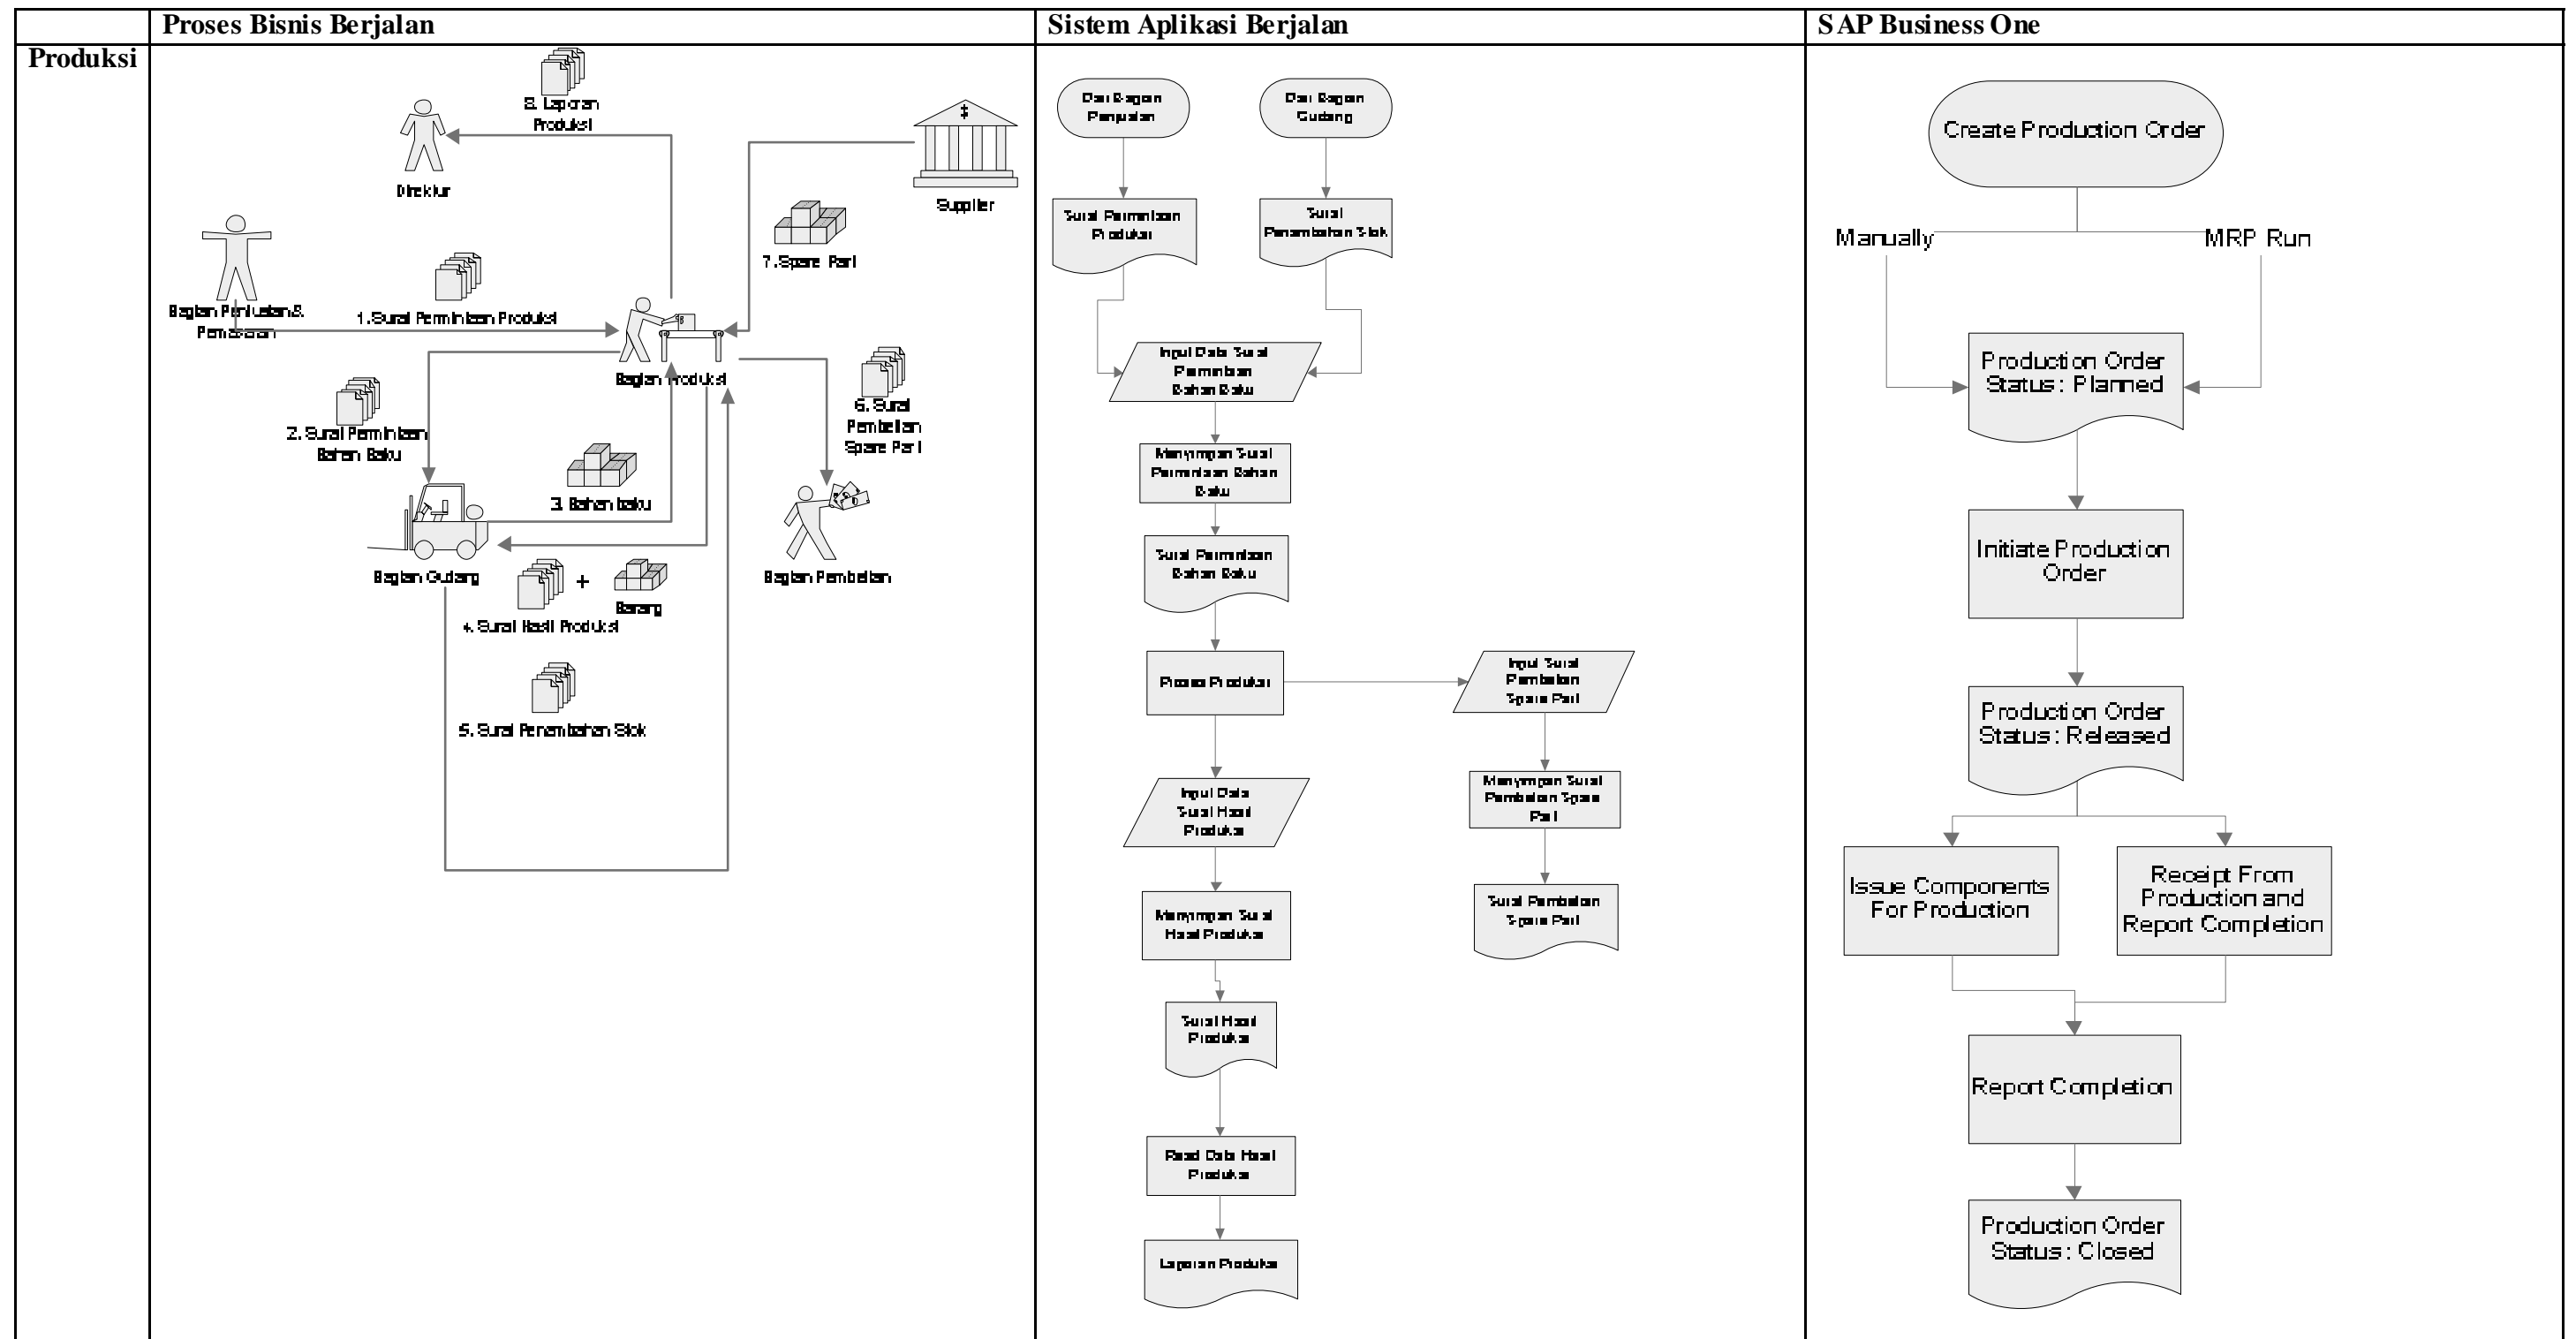 Proses Bisnis Berjalan
Sistem Aplikasi Berjalan
SAP Business One
Produksi
8. Laporan
Produksi
Direktur
Supplier
7. Spare Part
Bagian Penjualan &
Pemasaran
1. Surat Permintaan Produksi
Bagian Produksi
2. Surat Permintaan
Bahan Baku
6. Surat
Pembelian
Spare Part
3. Bahan baku
Bagian Gudang
+
Barang
Bagian Pembelian
4. Surat Hasil Produksi
5. Surat Penambahan Stok
Dari Bagian
Penjualan
Dari Bagian
Gudang
Surat Permintaan
Produksi
Surat
Penambahan Stok
Input Data Surat
Permintaan
Bahan Baku
Menyimpan Surat
Permintaan Bahan
Baku
Surat Permintaan
Bahan Baku
Proses Produksi
Input Surat
Pembelian
Spare Part
Input Data
Surat Hasil
Produksi
Menyimpan Surat
Pembelian Spare
Part
Menyimpan Surat
Hasil Produksi
Surat Pembelian
Spare Part
Surat Hasil
Produksi
Read Data Hasil
Produksi
Laporan Produksi
Create Production Order
Manually
MRP Run
Production Order
Status : Planned
Initiate Production
Order
Production Order
Status : Released
Issue Components
For Production
Receipt From
Production and
Report Completion
Report Completion
Production Order
Status : Closed